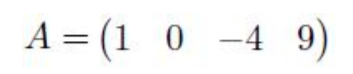 A = (1 0 −4 9)